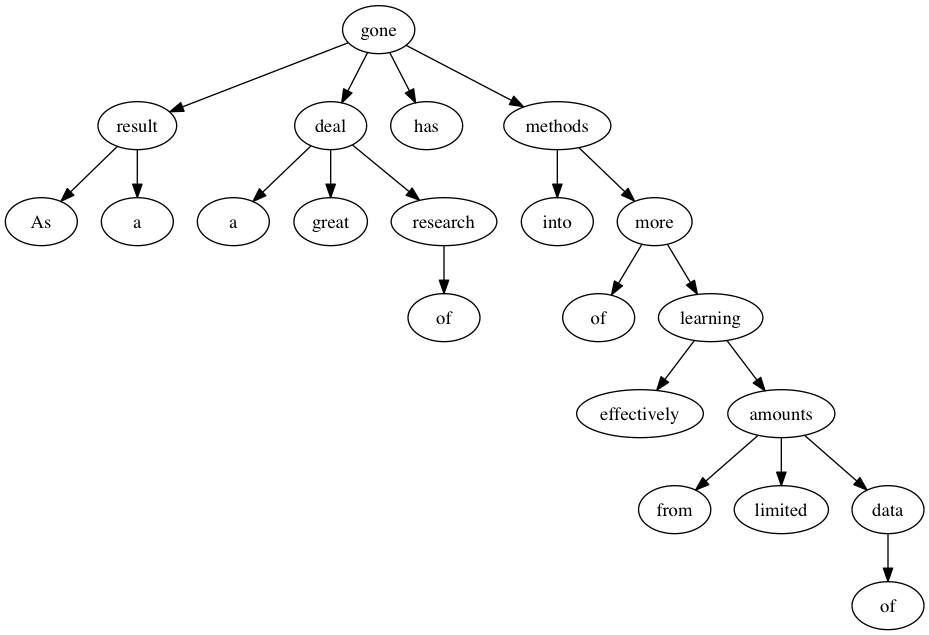 gone
result deal has methods
As a a great research into more
of of learning
effectively amounts
from limited data
of